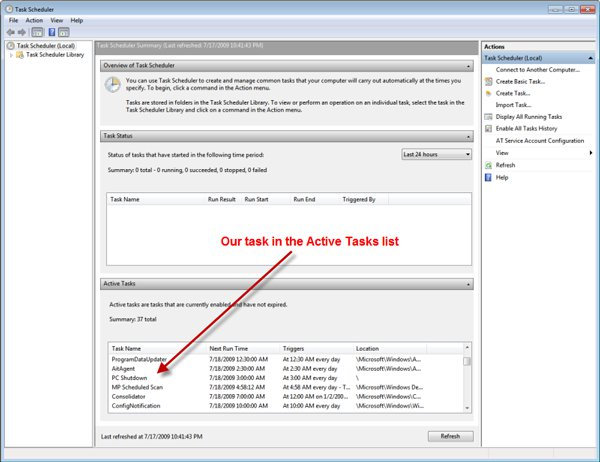 Task Scheduler
File Action View Help
Task Scheduler (Local)
Task Scheduler Library
Task Scheduler Summary (Last refreshed: 7/17/2009 10:41:43 PM)
Overview of Task Scheduler
You can use Task Scheduler to create and manage common tasks that your computer will carry out automatically at the times you
specify. To begin, click a command in the Action menu.
Tasks are stored in folders in the Task Scheduler Library. To view or perform an operation on an individual task, select the task in the
Task Scheduler Library and click on a command in the Action menu.
Task Status
Status of tasks that have started in the following time period:
Last 24 hours
Summary: 0 total - 0 running, 0 succeeded, 0 stopped, 0 failed
Task Name Run Result Run Start Run End Triggered By
Our task in the Active Tasks list
Active Tasks
Active tasks are tasks that are currently enabled and have not expired.
Summary: 37 total
Task Name Next Run Time Triggers Location
ProgramDataUpdater 7/18/2009 12:30:00 AM At 12:30 AM every day \Microsoft\Windows\A...
AitAgent 7/18/2009 2:30:00 AM At 2:30 AM every day \Microsoft\Windows\A...
PC Shutdown 7/18/2009 3:00:00 AM At 3:00 AM every day \
MP Scheduled Scan 7/18/2009 4:58:12 AM At 4:58 AM every day - T... \Microsoft\Windows De...
Consolidator 7/18/2009 7:00:00 AM At 12:00 AM on 1/2/200... \Microsoft\Windows\C...
ConfigNotification 7/18/2009 10:00:00 AM At 10:00 AM every day \Microsoft\Windows\W...
Last refreshed at 7/17/2009 10:41:43 PM
Refresh
Actions
Task Scheduler (Local)
Connect to Another Computer...
Create Basic Task...
Create Task...
Import Task...
Display All Running Tasks
Enable All Tasks History
AT Service Account Configuration
View
Refresh
Help